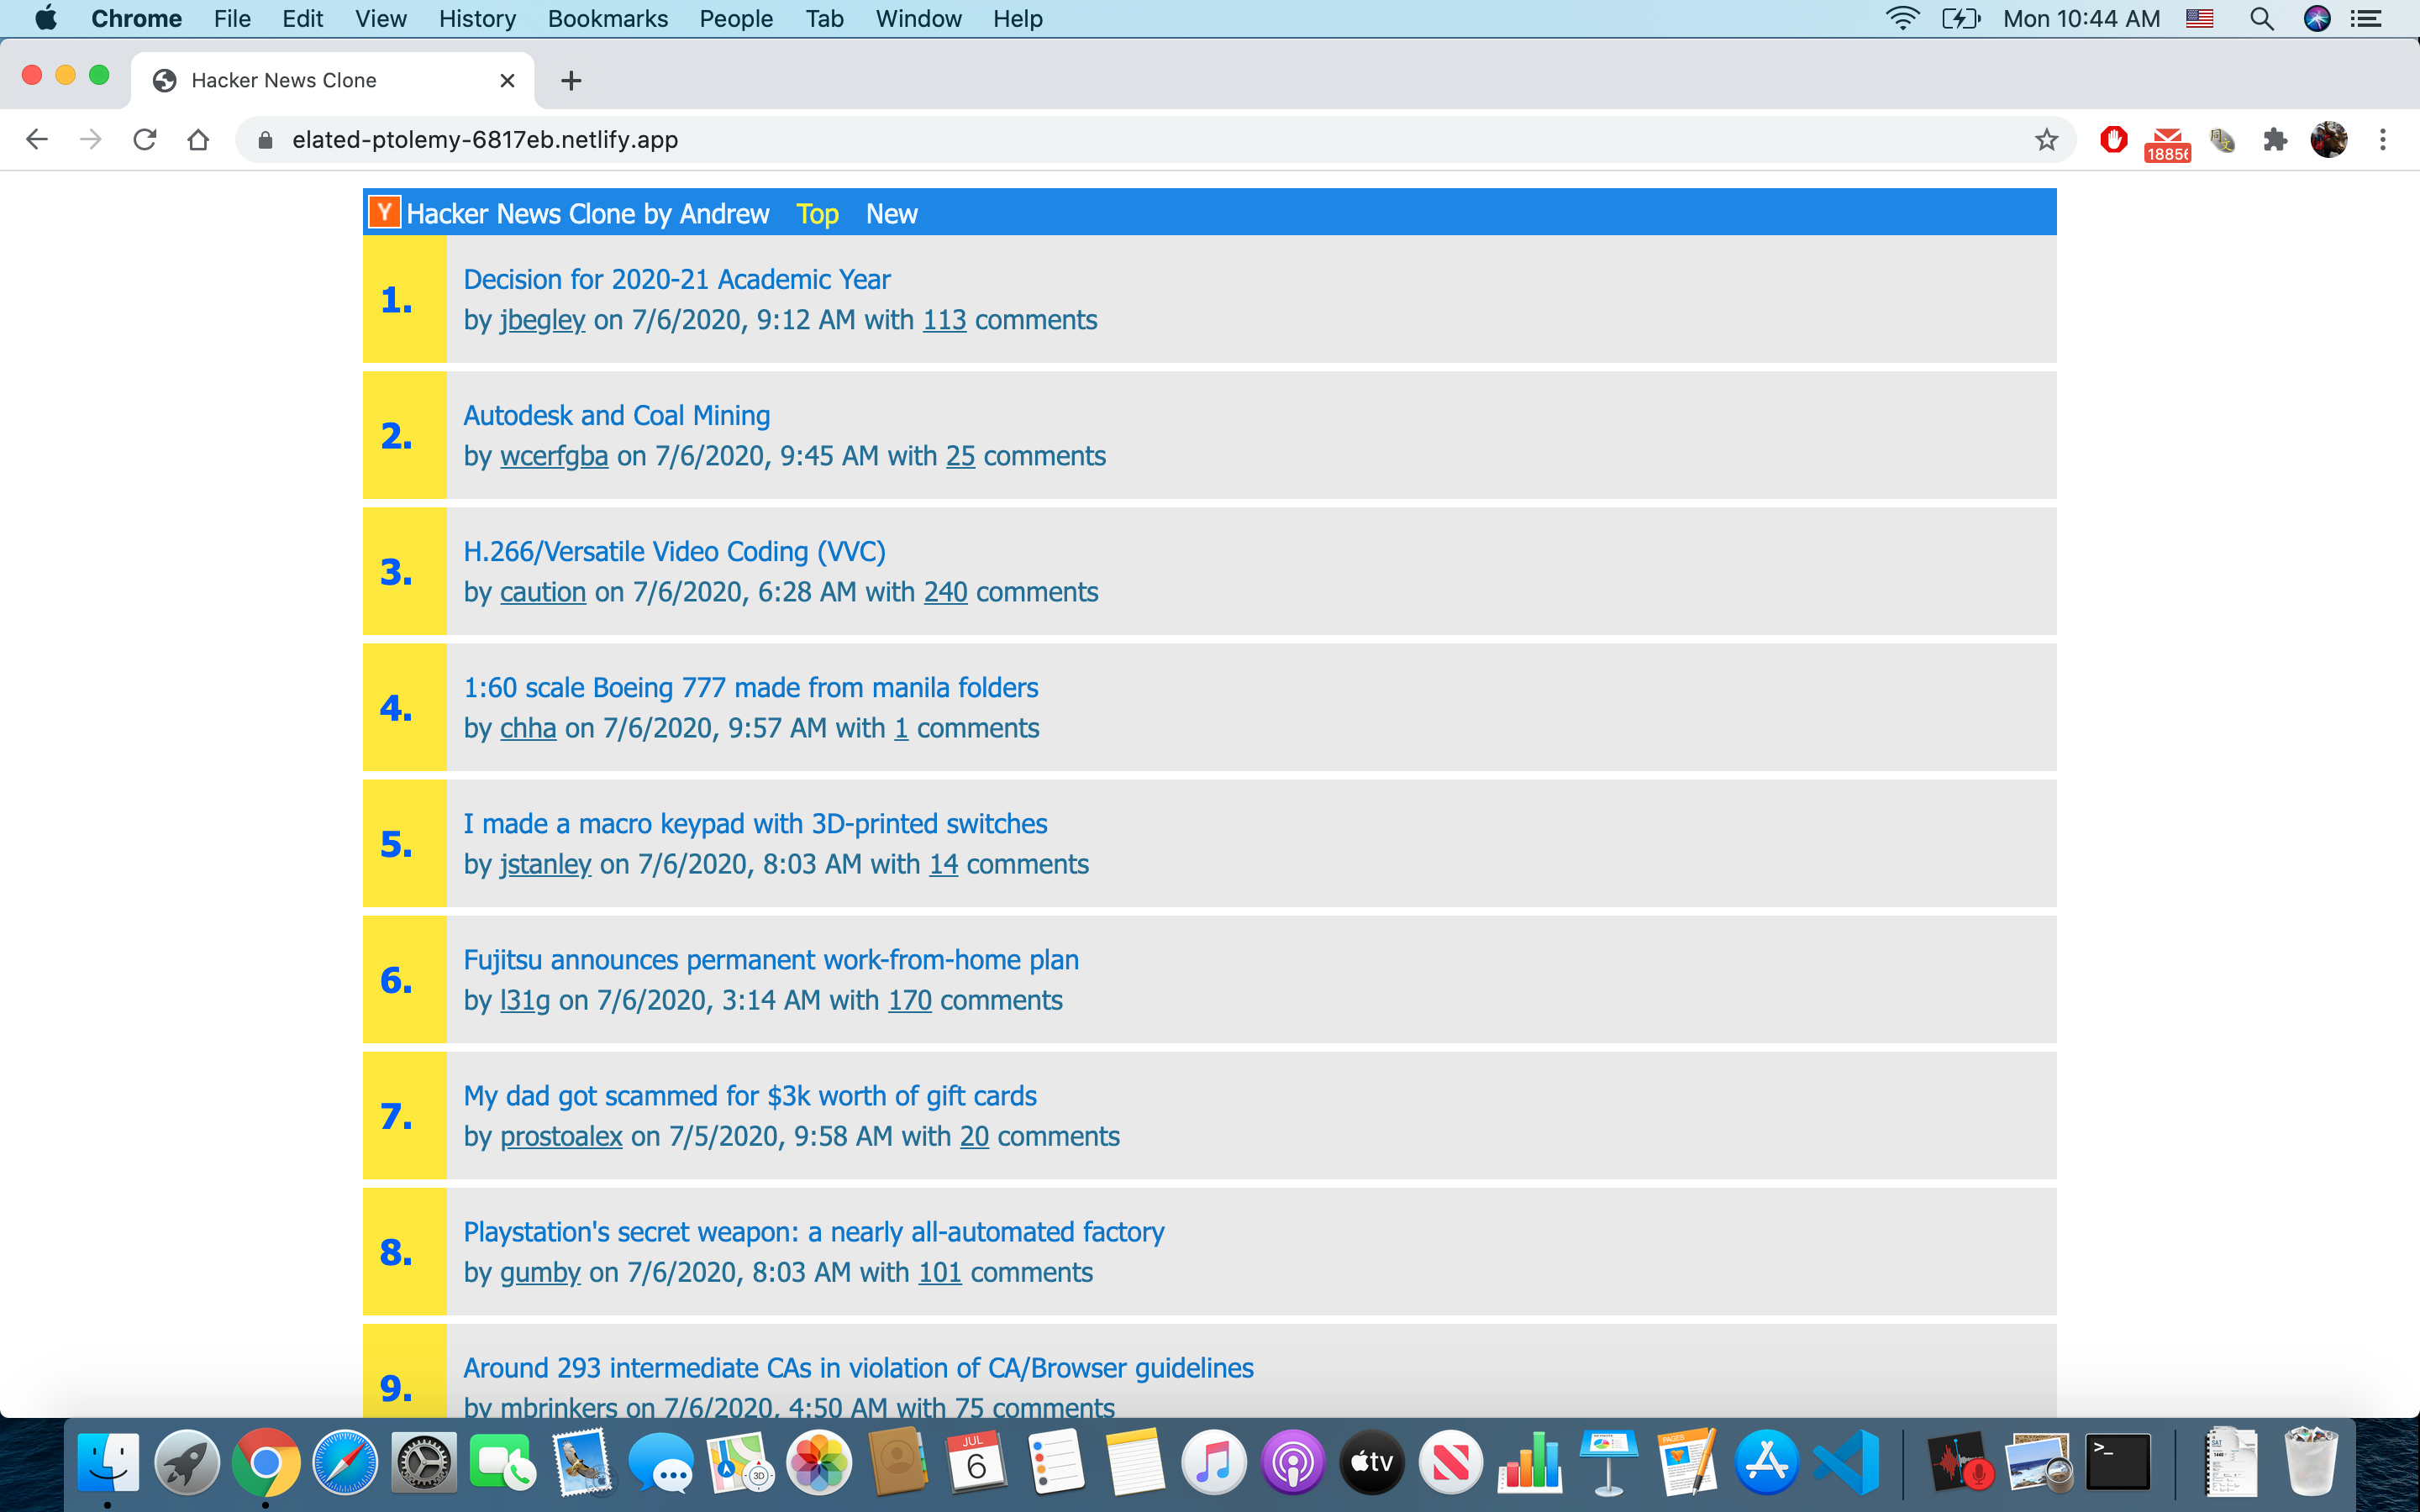 Chrome File Edit View History Bookmarks People Tab Window Help Mon 10:44 AM
Hacker News Clone
elated-ptolemy-6817eb.netlify.app
18856
Y Hacker News Clone by Andrew Top New
1.
Decision for 2020-21 Academic Year
by jbegley on 7/6/2020, 9:12 AM with 113 comments
2.
Autodesk and Coal Mining
by wcerfgba on 7/6/2020, 9:45 AM with 25 comments
3.
H.266/Versatile Video Coding (VVC)
by caution on 7/6/2020, 6:28 AM with 240 comments
4.
1:60 scale Boeing 777 made from manila folders
by chha on 7/6/2020, 9:57 AM with 1 comments
5.
I made a macro keypad with 3D-printed switches
by jstanley on 7/6/2020, 8:03 AM with 14 comments
6.
Fujitsu announces permanent work-from-home plan
by l31g on 7/6/2020, 3:14 AM with 170 comments
7.
My dad got scammed for $3k worth of gift cards
by prostoalex on 7/5/2020, 9:58 AM with 20 comments
8.
Playstation's secret weapon: a nearly all-automated factory
by gumby on 7/6/2020, 8:03 AM with 101 comments
9.
Around 293 intermediate CAs in violation of CA/Browser guidelines
by mbrinkers on 7/6/2020, 4:50 AM with 75 comments
3D
JUL
6
tv
PAGES
>_
SAT